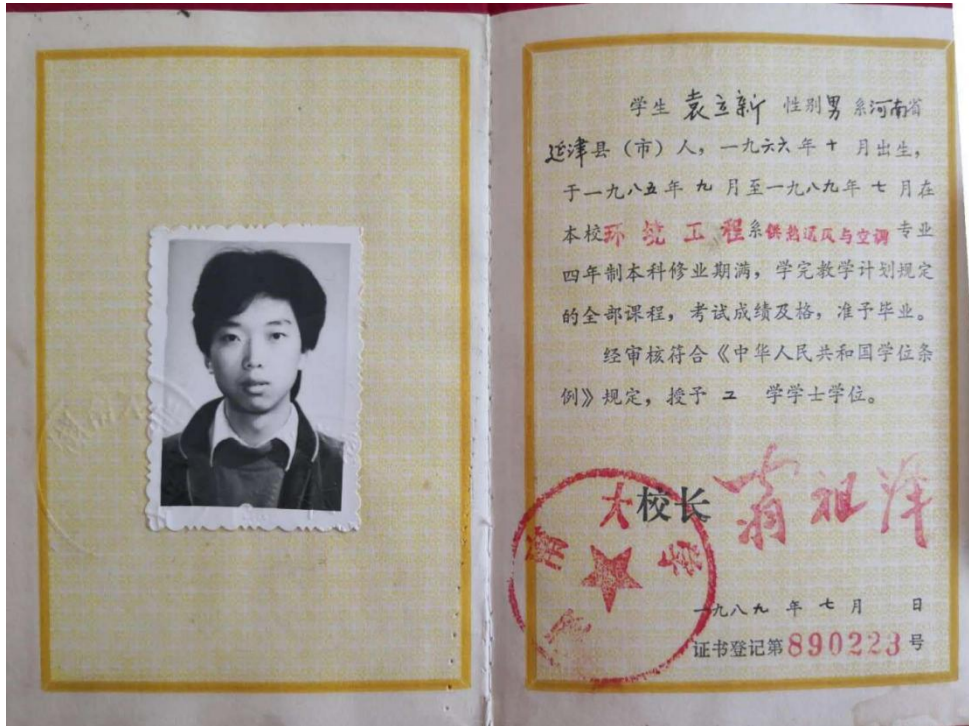 学生 袁立新 性别 男 系河南省
延津县（市）人，一九六六年十月出生，
于一九八五年 九 月至一九八九年 七 月在
本校环境工程系供热通风与空调 专业
四年制本科修业期满，学完教学计划规定
的全部课程，考试成绩及格，准予毕业。
经审核符合《中华人民共和国学位条
例》规定，授予 工 学学士学位。
校长 翁祖泽
湖南大学
一九八九 年 七 月 日
证书登记第890223号